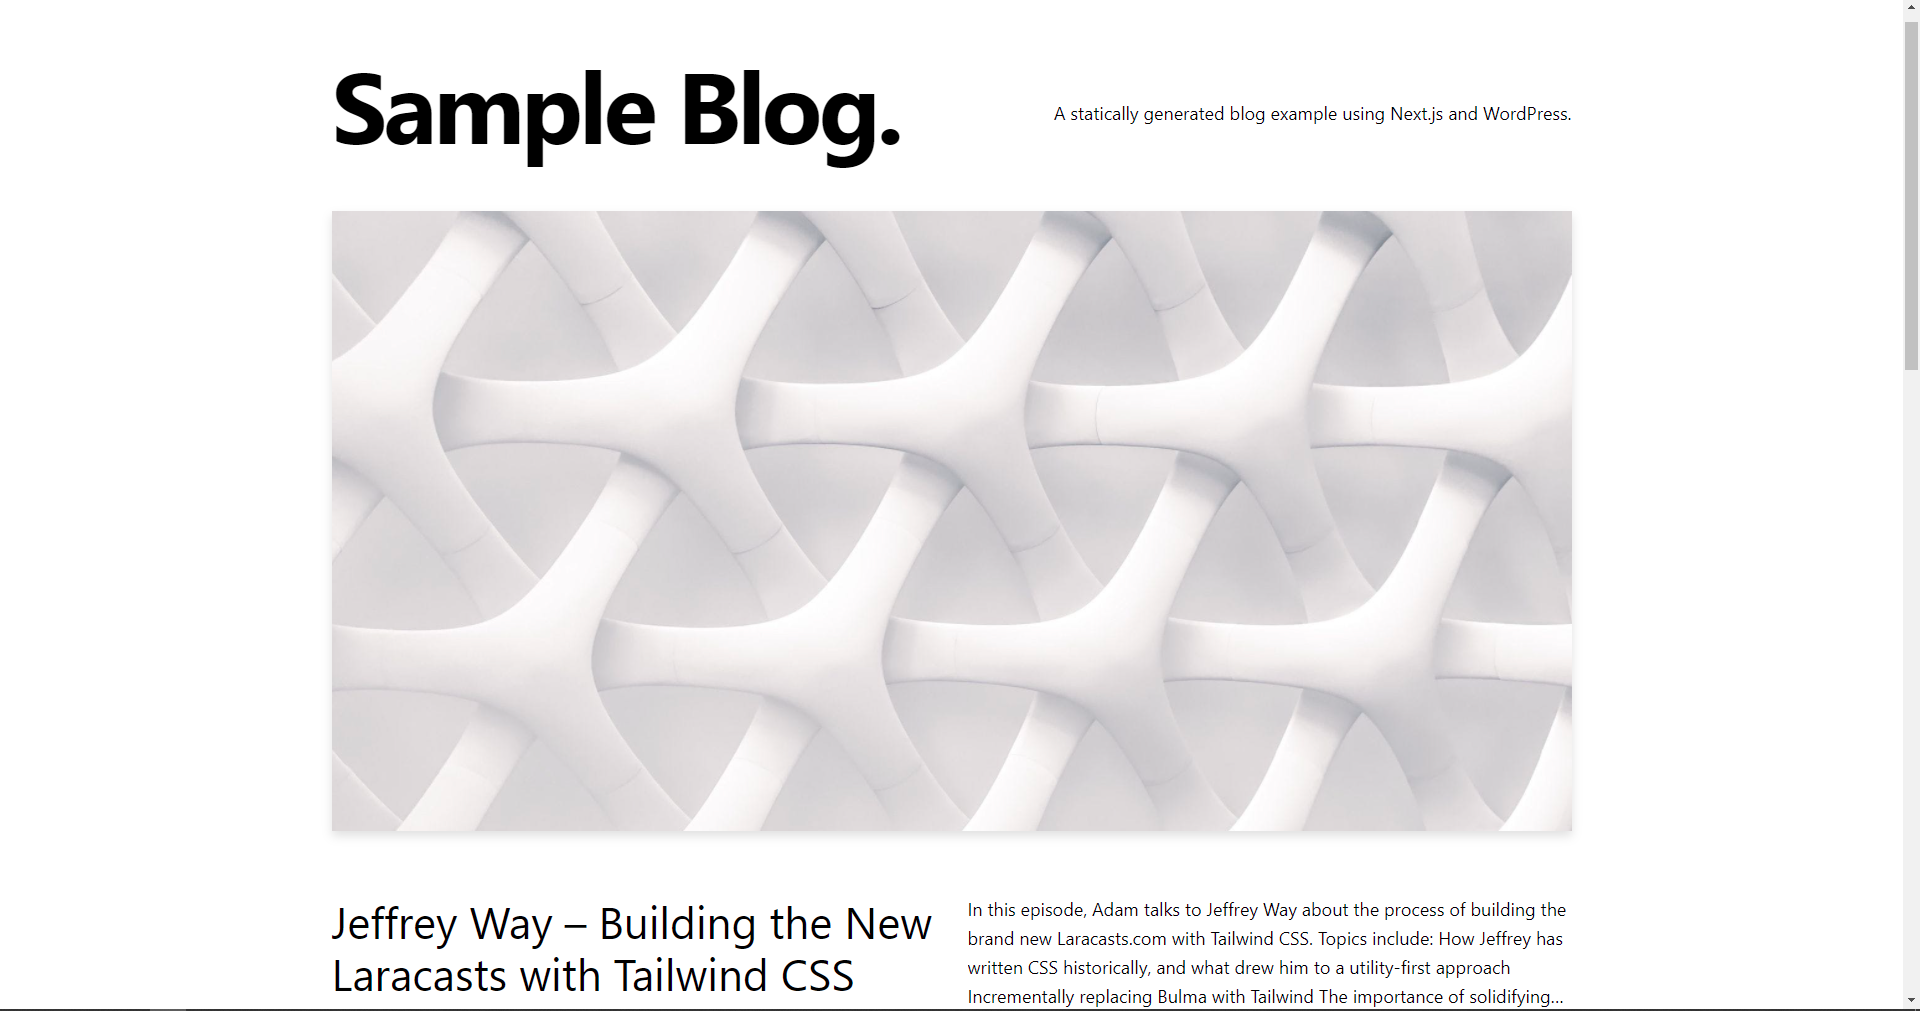 Sample Blog.
A statically generated blog example using Next.js and WordPress.
Jeffrey Way – Building the New
Laracasts with Tailwind CSS
In this episode, Adam talks to Jeffrey Way about the process of building the
brand new Laracasts.com with Tailwind CSS. Topics include: How Jeffrey has
written CSS historically, and what drew him to a utility-first approach
Incrementally replacing Bulma with Tailwind The importance of solidifying…